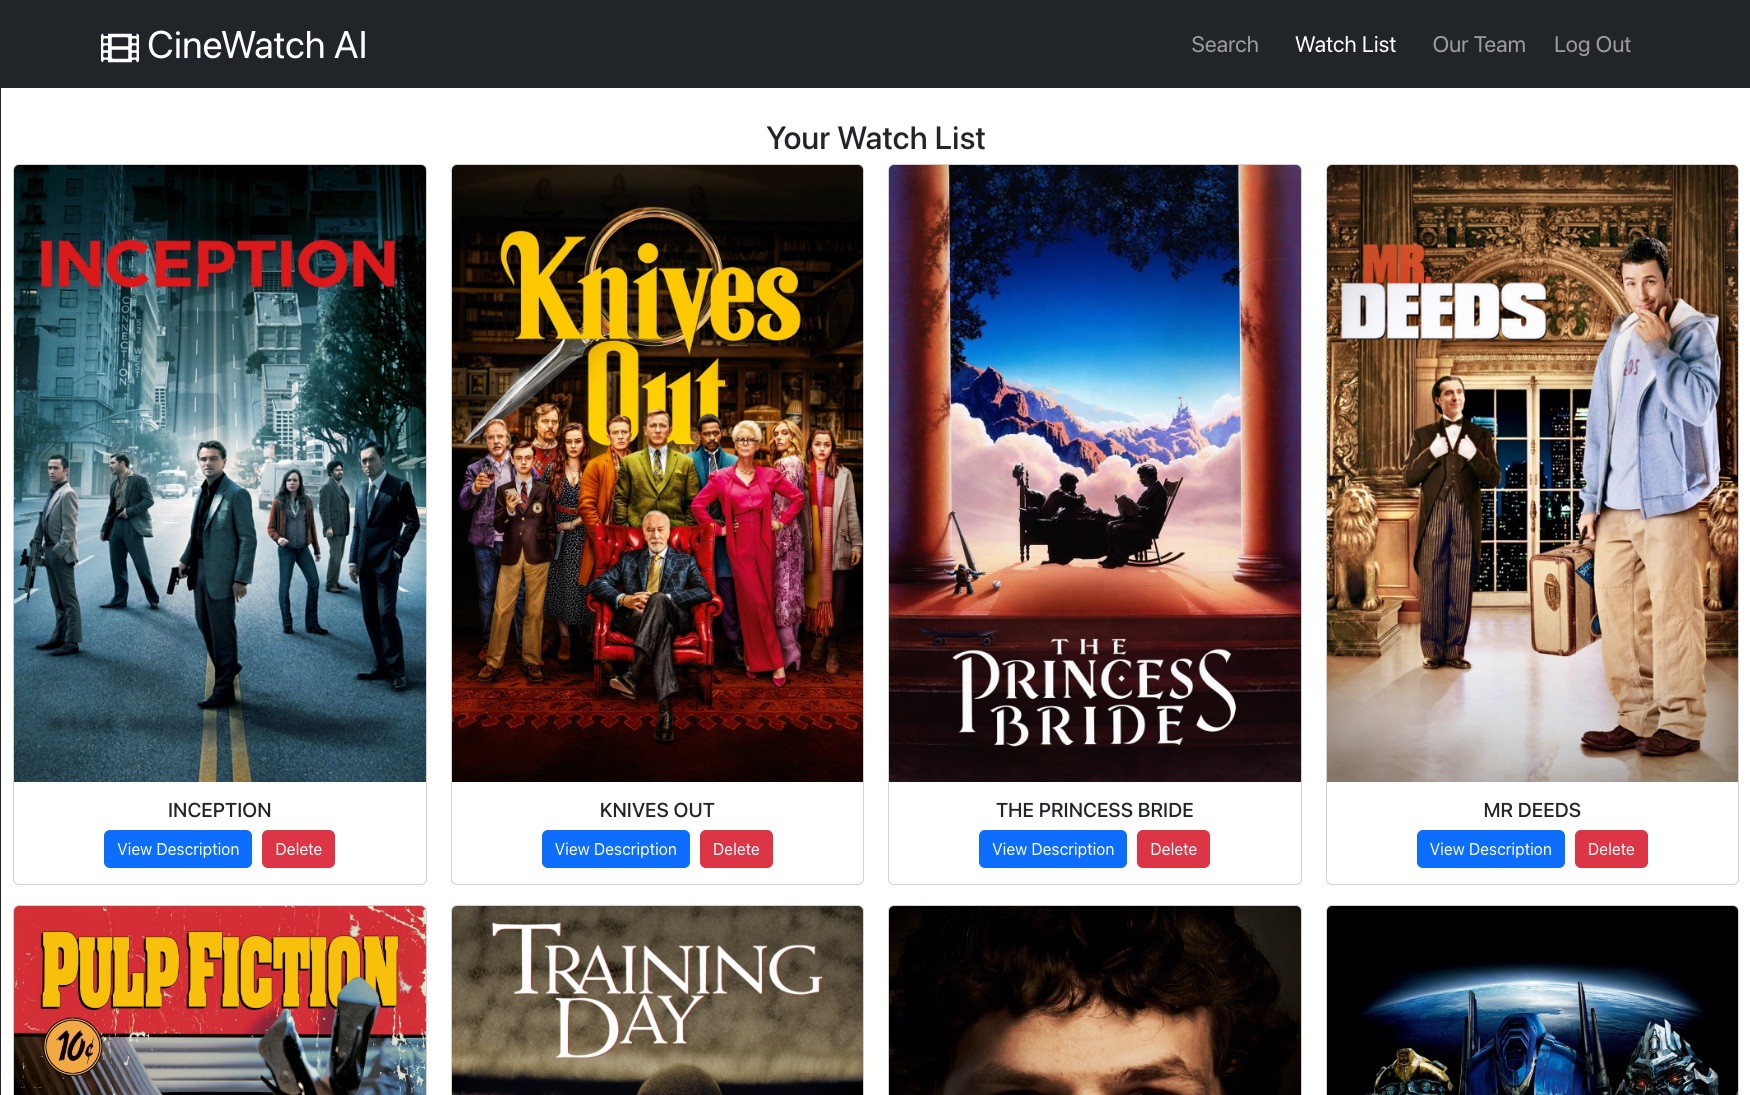 CineWatch AI
Search
Watch List
Our Team
Log Out
Your Watch List
INCEPTION
CONNECTION
Knives
Out
THE
PRINCESS
BRIDE
MR
DEEDS
INCEPTION
View Description
Delete
KNIVES OUT
View Description
Delete
THE PRINCESS BRIDE
View Description
Delete
MR DEEDS
View Description
Delete
PULP FICTION
10¢
TRAINING
DAY